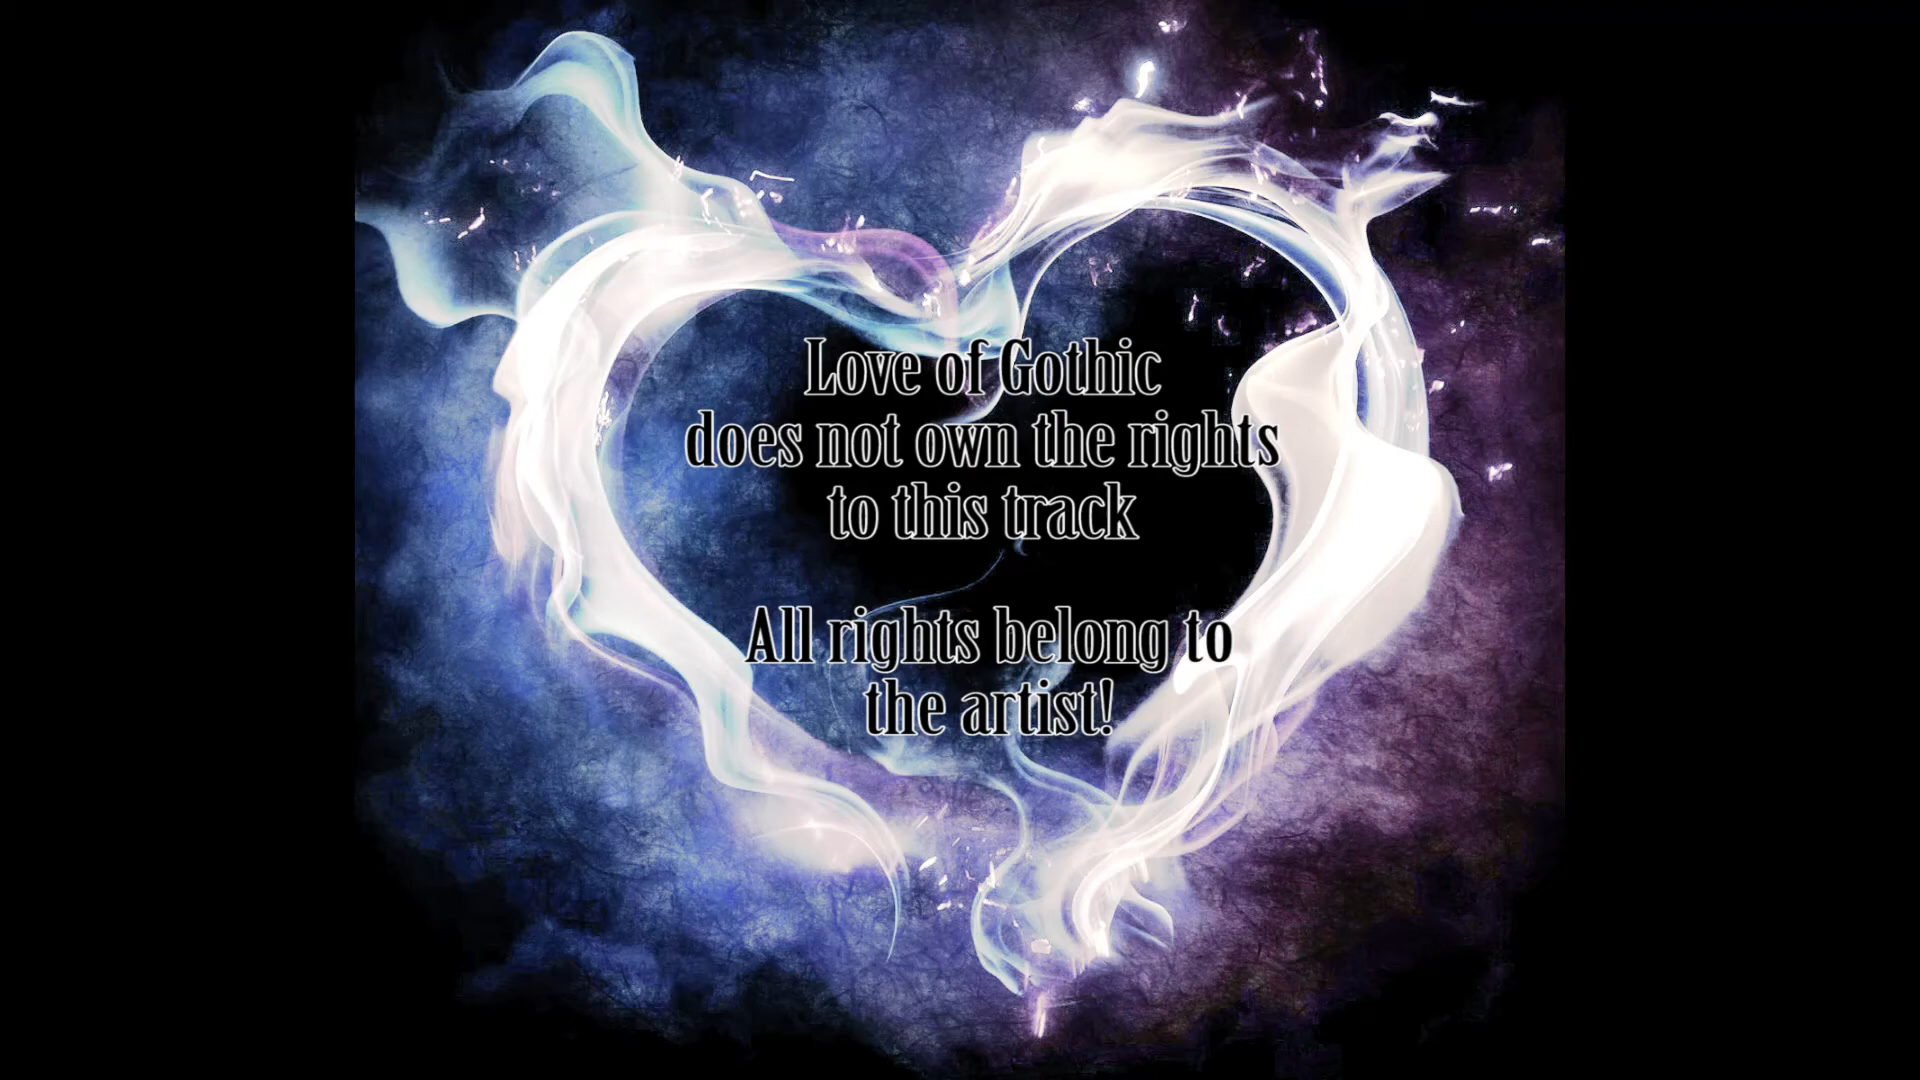 Love of Gothic
does not own the rights
to this track
All rights belong to
the artist!